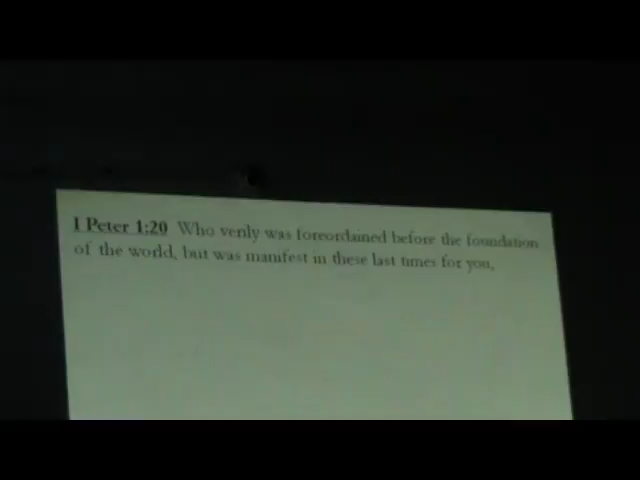 I Peter 1:20 Who verily was foreordained before the foundation
of the world, but was manifest in these last times for you,